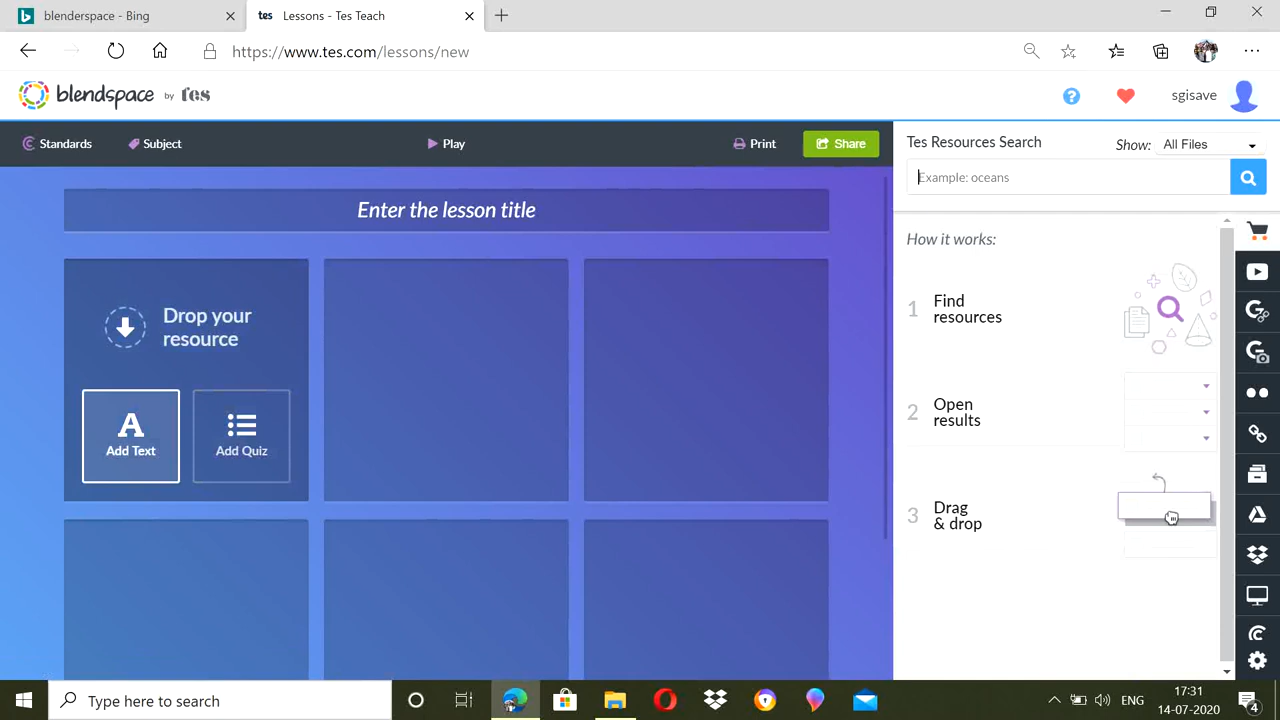 blenderspace - Bing
tes Lessons - Tes Teach
https://www.tes.com/lessons/new
blendspace by tes
sgisave
Standards
Subject
Play
Print
Share
Tes Resources Search
Show: All Files
Example: oceans
Enter the lesson title
How it works:
Drop your
resource
A
Add Text
Add Quiz
1 Find
resources
2 Open
results
3 Drag
& drop
Type here to search
ENG
17:31
14-07-2020
4